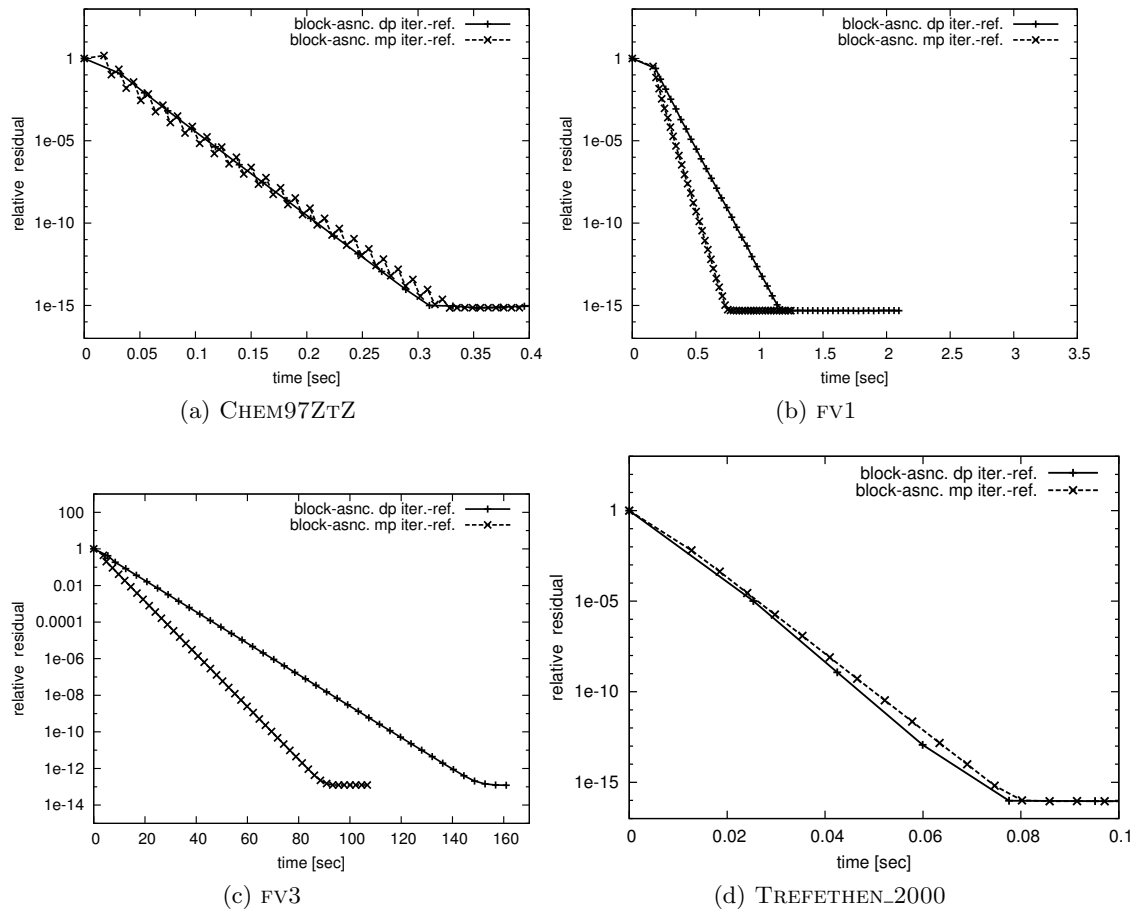 block-asnc. dp iter.-ref.
block-asnc. mp iter.-ref.
1
1e-05
1e-10
1e-15
relative residual
0 0.05 0.1 0.15 0.2 0.25 0.3 0.35 0.4
time [sec]
(a) CHEM97ZTZ
block-asnc. dp iter.-ref.
block-asnc. mp iter.-ref.
1
1e-05
1e-10
1e-15
relative residual
0 0.5 1 1.5 2 2.5 3 3.5
time [sec]
(b) FV1
block-asnc. dp iter.-ref.
block-asnc. mp iter.-ref.
100
1
0.01
0.0001
1e-06
1e-08
1e-10
1e-12
1e-14
relative residual
0 20 40 60 80 100 120 140 160
time [sec]
(c) FV3
block-asnc. dp iter.-ref.
block-asnc. mp iter.-ref.
1
1e-05
1e-10
1e-15
relative residual
0 0.02 0.04 0.06 0.08 0.1
time [sec]
(d) TREFETHEN_2000